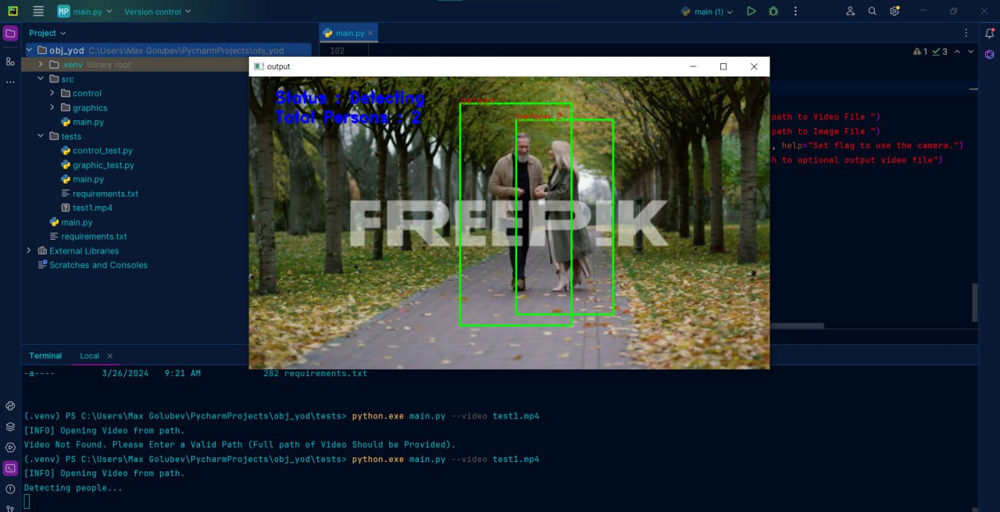 PC
MP main.py
Version control
main (1)
Project
main.py
obj_yod C:\Users\Max Golubev\PycharmProjects\obj_yod
102
1 3
.venv library root
output
src
control
graphics
main.py
tests
control_test.py
graphic_test.py
main.py
requirements.txt
test1.mp4
main.py
requirements.txt
External Libraries
Scratches and Consoles
Status : Detecting
Total Persons : 2
person
person 2
FREEPIK
path to Video File ")
path to Image File ")
, help="Set flag to use the camera.")
h to optional output video file")
Terminal Local
-a---- 3/26/2024 9:21 AM 282 requirements.txt
(.venv) PS C:\Users\Max Golubev\PycharmProjects\obj_yod\tests> python.exe main.py --video test1.mp4
[INFO] Opening Video from path.
Video Not Found. Please Enter a Valid Path (Full path of Video Should be Provided).
(.venv) PS C:\Users\Max Golubev\PycharmProjects\obj_yod\tests> python.exe main.py --video test1.mp4
[INFO] Opening Video from path.
Detecting people...